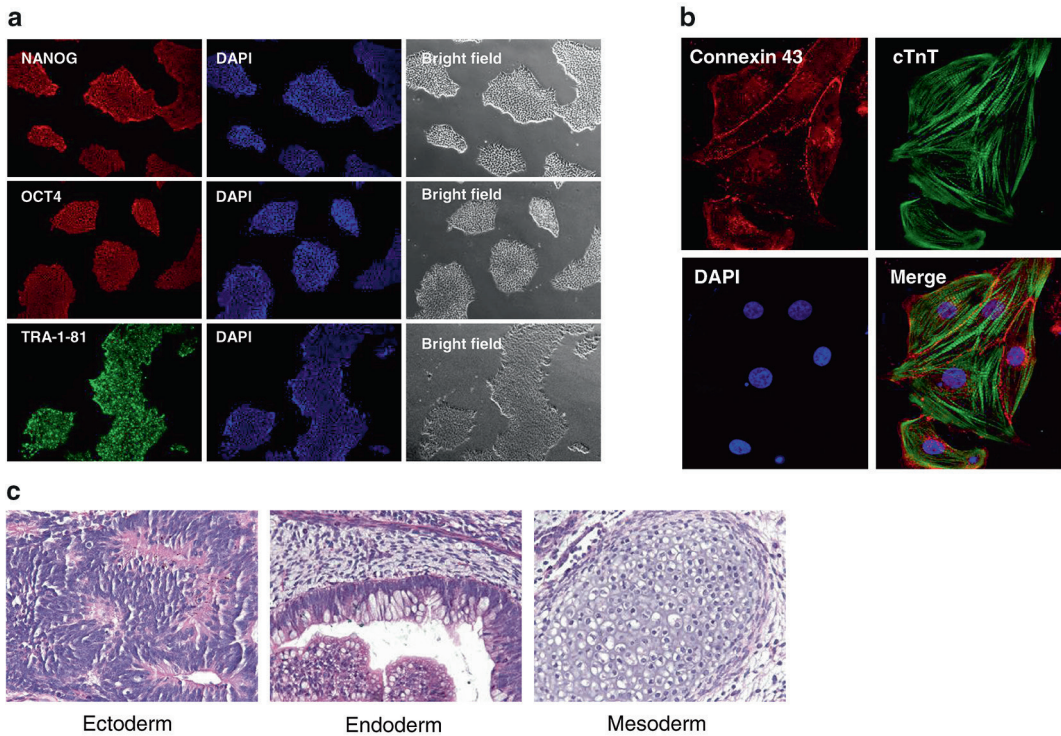 a
NANOG DAPI Bright field
OCT4 DAPI Bright field
TRA-1-81 DAPI Bright field
b
Connexin 43 cTnT
DAPI Merge
c
Ectoderm Endoderm Mesoderm